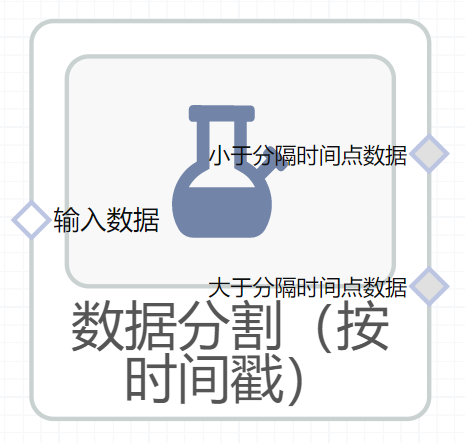 小于分隔时间点数据
输入数据
大于分隔时间点数据
数据分割（按
时间戳）